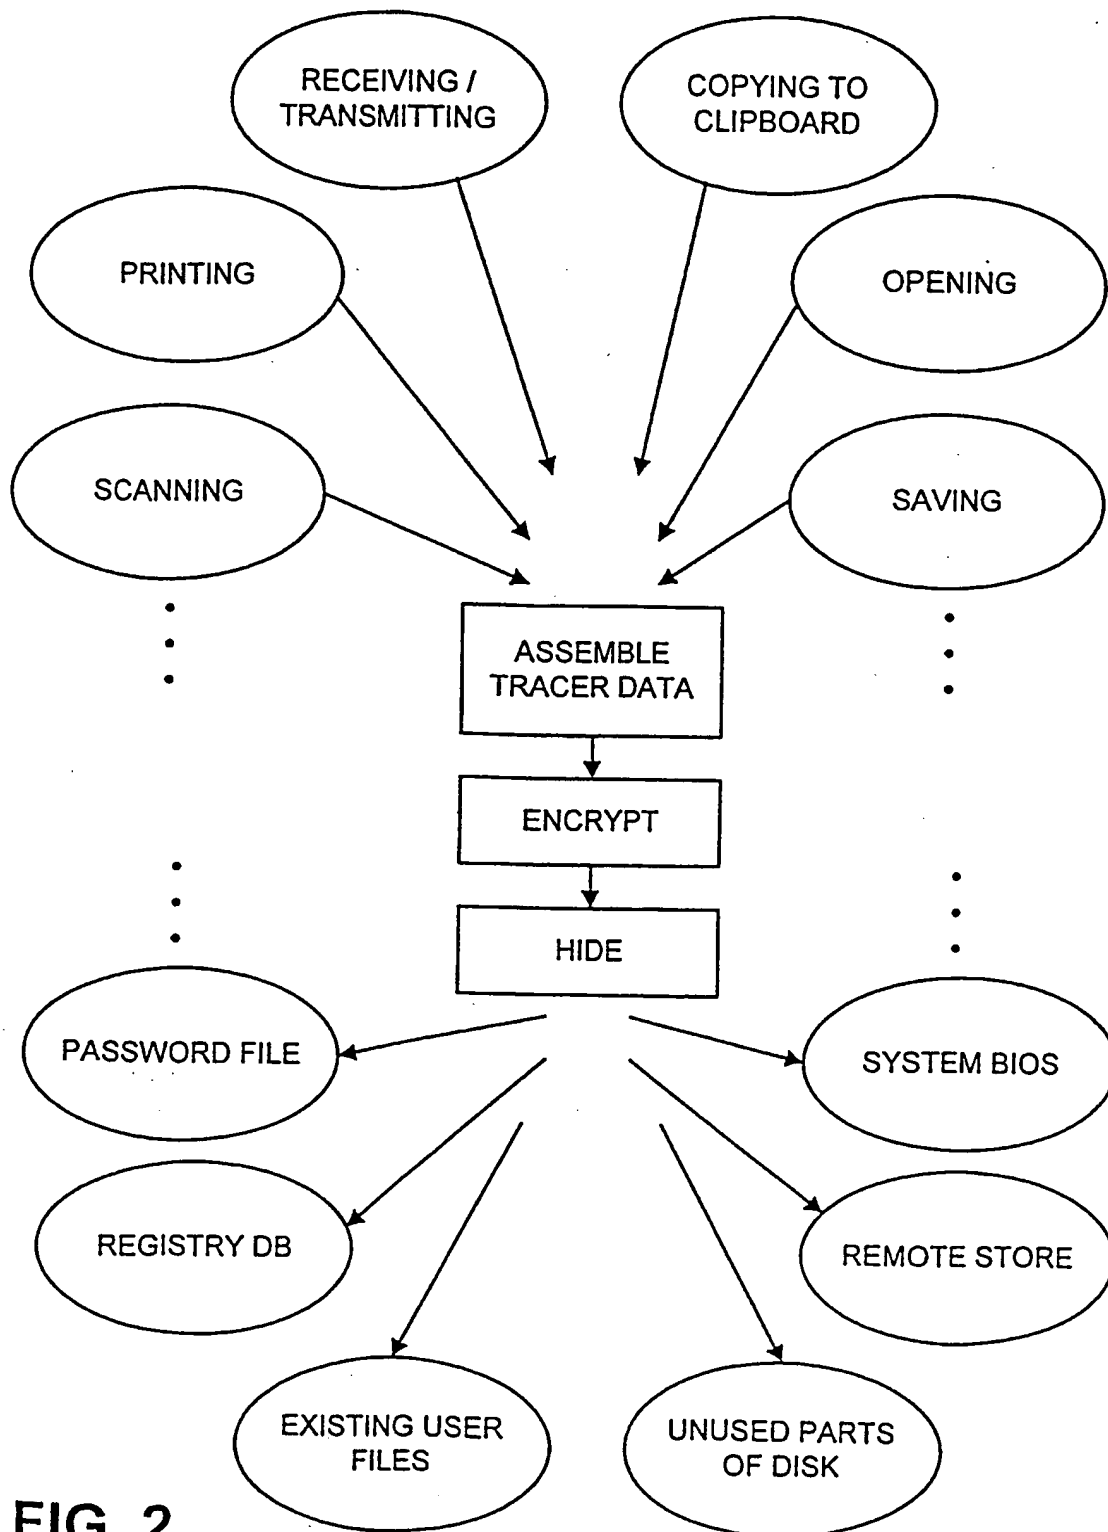 RECEIVING /
TRANSMITTING
COPYING TO
CLIPBOARD
PRINTING
OPENING
SCANNING
SAVING
ASSEMBLE
TRACER DATA
ENCRYPT
HIDE
PASSWORD FILE
SYSTEM BIOS
REGISTRY DB
REMOTE STORE
EXISTING USER
FILES
UNUSED PARTS
OF DISK
FIG. 2